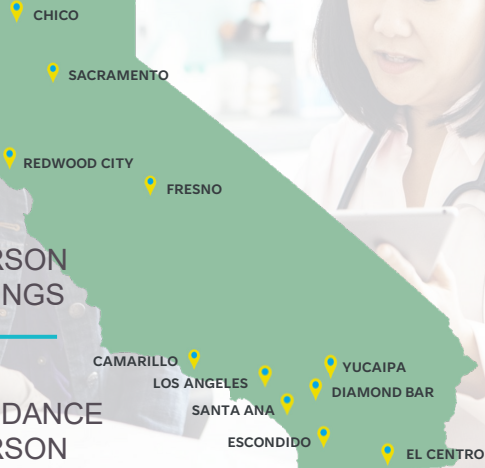 CHICO
SACRAMENTO
REDWOOD CITY
FRESNO
RSON
NGS
CAMARILLO
YUCAIPA
LOS ANGELES
DIAMOND BAR
SANTA ANA
DANCE
ESCONDIDO
RSON
EL CENTRO